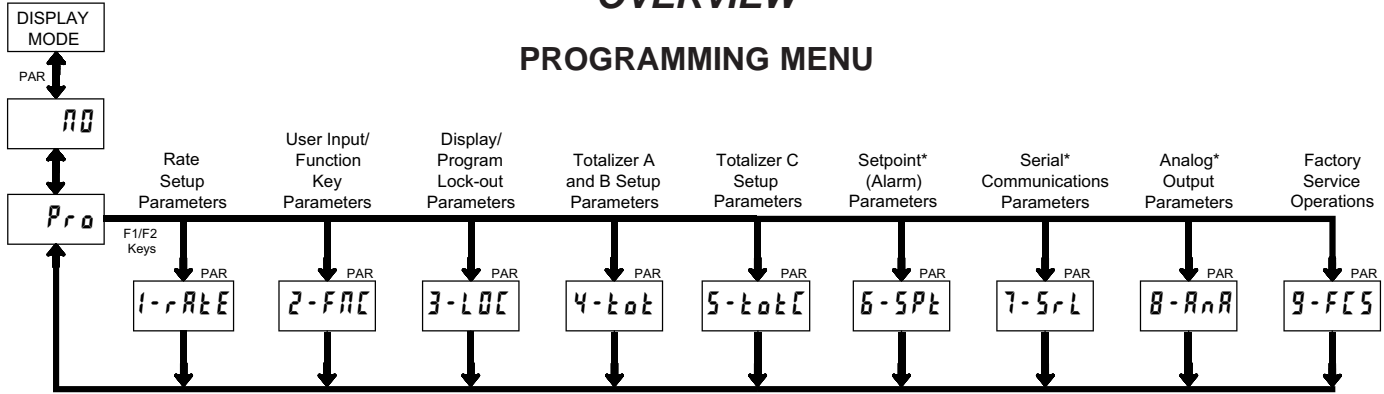 OVERVIEW
PROGRAMMING MENU
DISPLAY
MODE
PAR
NO
Pro
F1/F2
Keys
Rate
Setup
Parameters
User Input/
Function
Key
Parameters
Display/
Program
Lock-out
Parameters
Totalizer A
and B Setup
Parameters
Totalizer C
Setup
Parameters
Setpoint*
(Alarm)
Parameters
Serial*
Communications
Parameters
Analog*
Output
Parameters
Factory
Service
Operations
PAR
PAR
PAR
PAR
PAR
PAR
PAR
PAR
PAR
1-rAtE
2-FNC
3-LOC
4-tot
5-totC
6-SPt
7-SrL
8-AnA
9-FCS